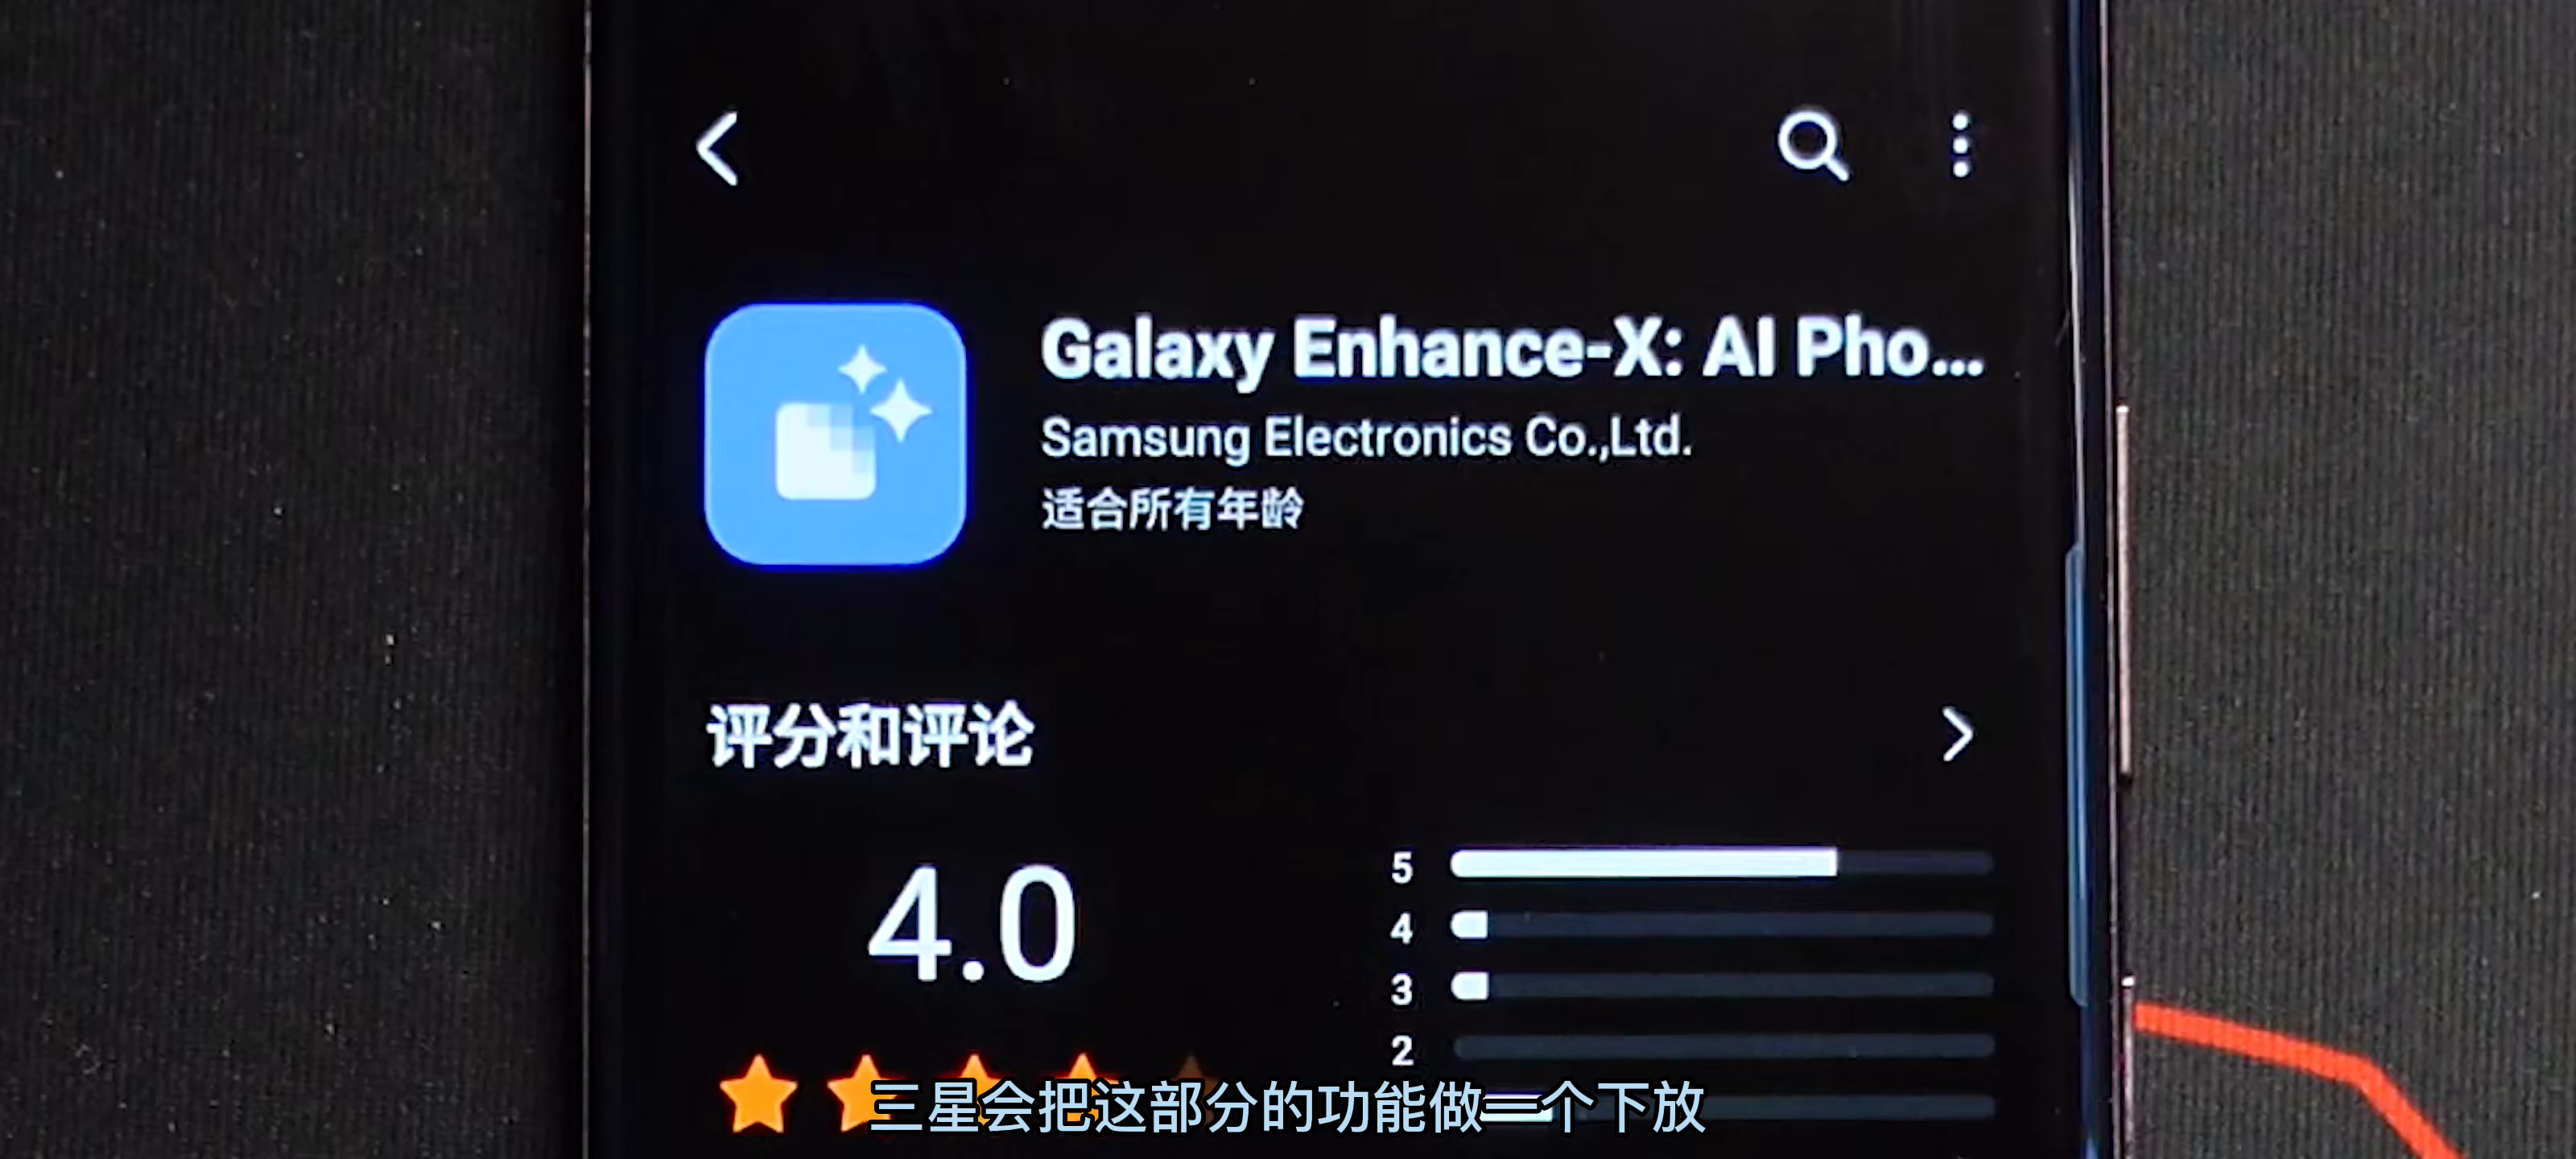 Galaxy Enhance-X: AI Pho...
Samsung Electronics Co.,Ltd.
适合所有年龄
评分和评论
4.0
5
4
3
2
三星会把这部分的功能做一个下放